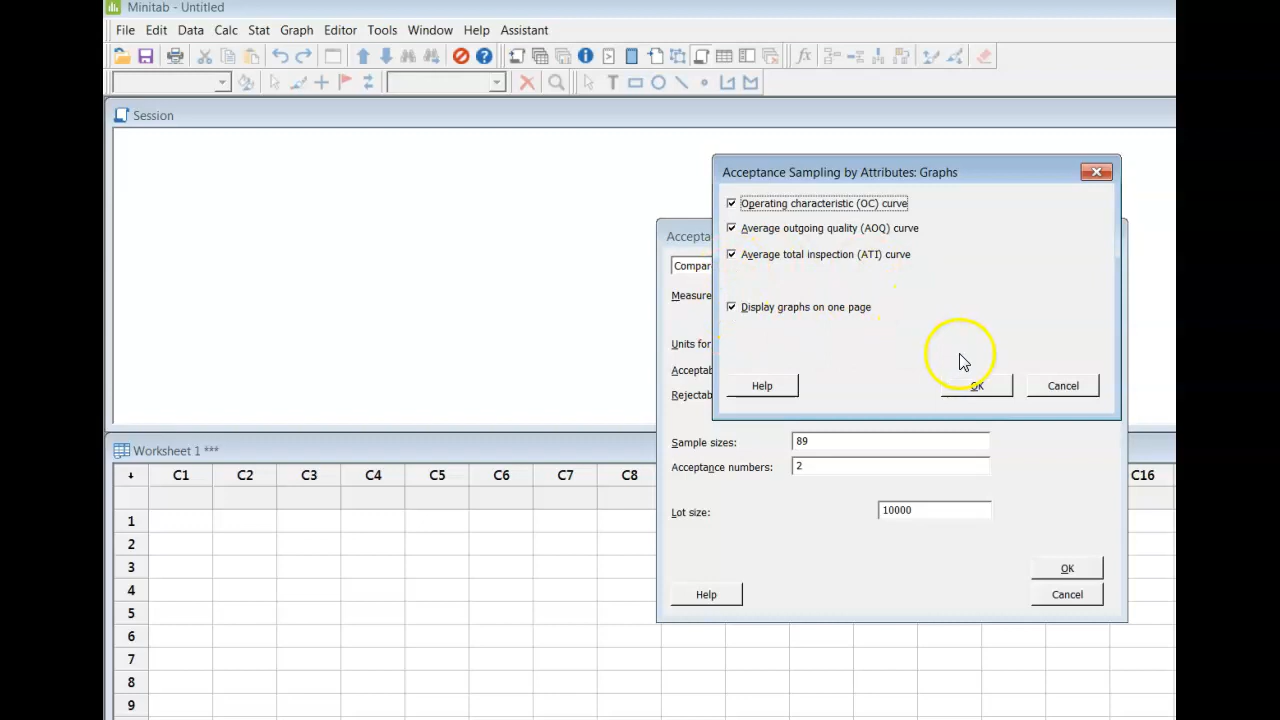 Minitab - Untitled
File Edit Data Calc Stat Graph Help Editor Tools Window Help Assistant
Session
Acceptance Sampling by Attributes: Graphs
Operating characteristic (OC) curve
Average outgoing quality (AOQ) curve
Average total inspection (ATI) curve
Display graphs on one page
Help OK Cancel
Accepta
Compar
Measure
Units for
Acceptab
Rejectab
Sample sizes: 89
Acceptance numbers: 2
Lot size: 10000
OK
Help Cancel
Worksheet 1 ***
C1 C2 C3 C4 C5 C6 C7 C8 C16
1
2
3
4
5
6
7
8
9